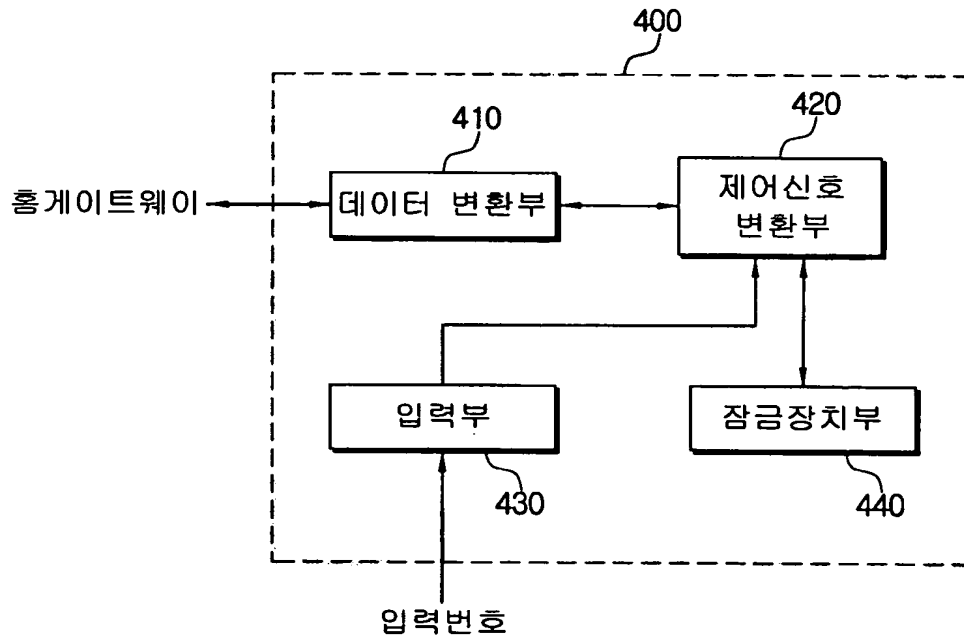 400
410
420
홈게이트웨이
데이터 변환부
제어신호
변환부
입력부
잠금장치부
430
440
입력번호